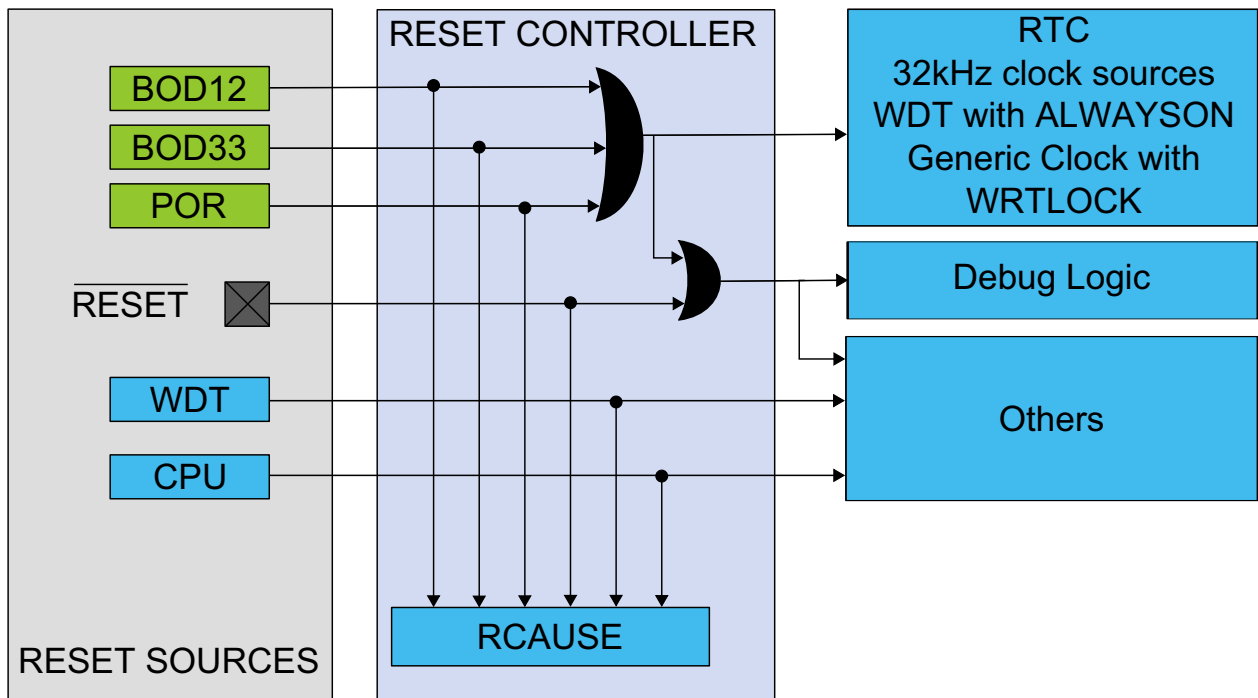 RESET SOURCES
BOD12
BOD33
POR
RESET
WDT
CPU
RESET CONTROLLER
RCAUSE
RTC
32kHz clock sources
WDT with ALWAYSON
Generic Clock with
WRTLOCK
Debug Logic
Others